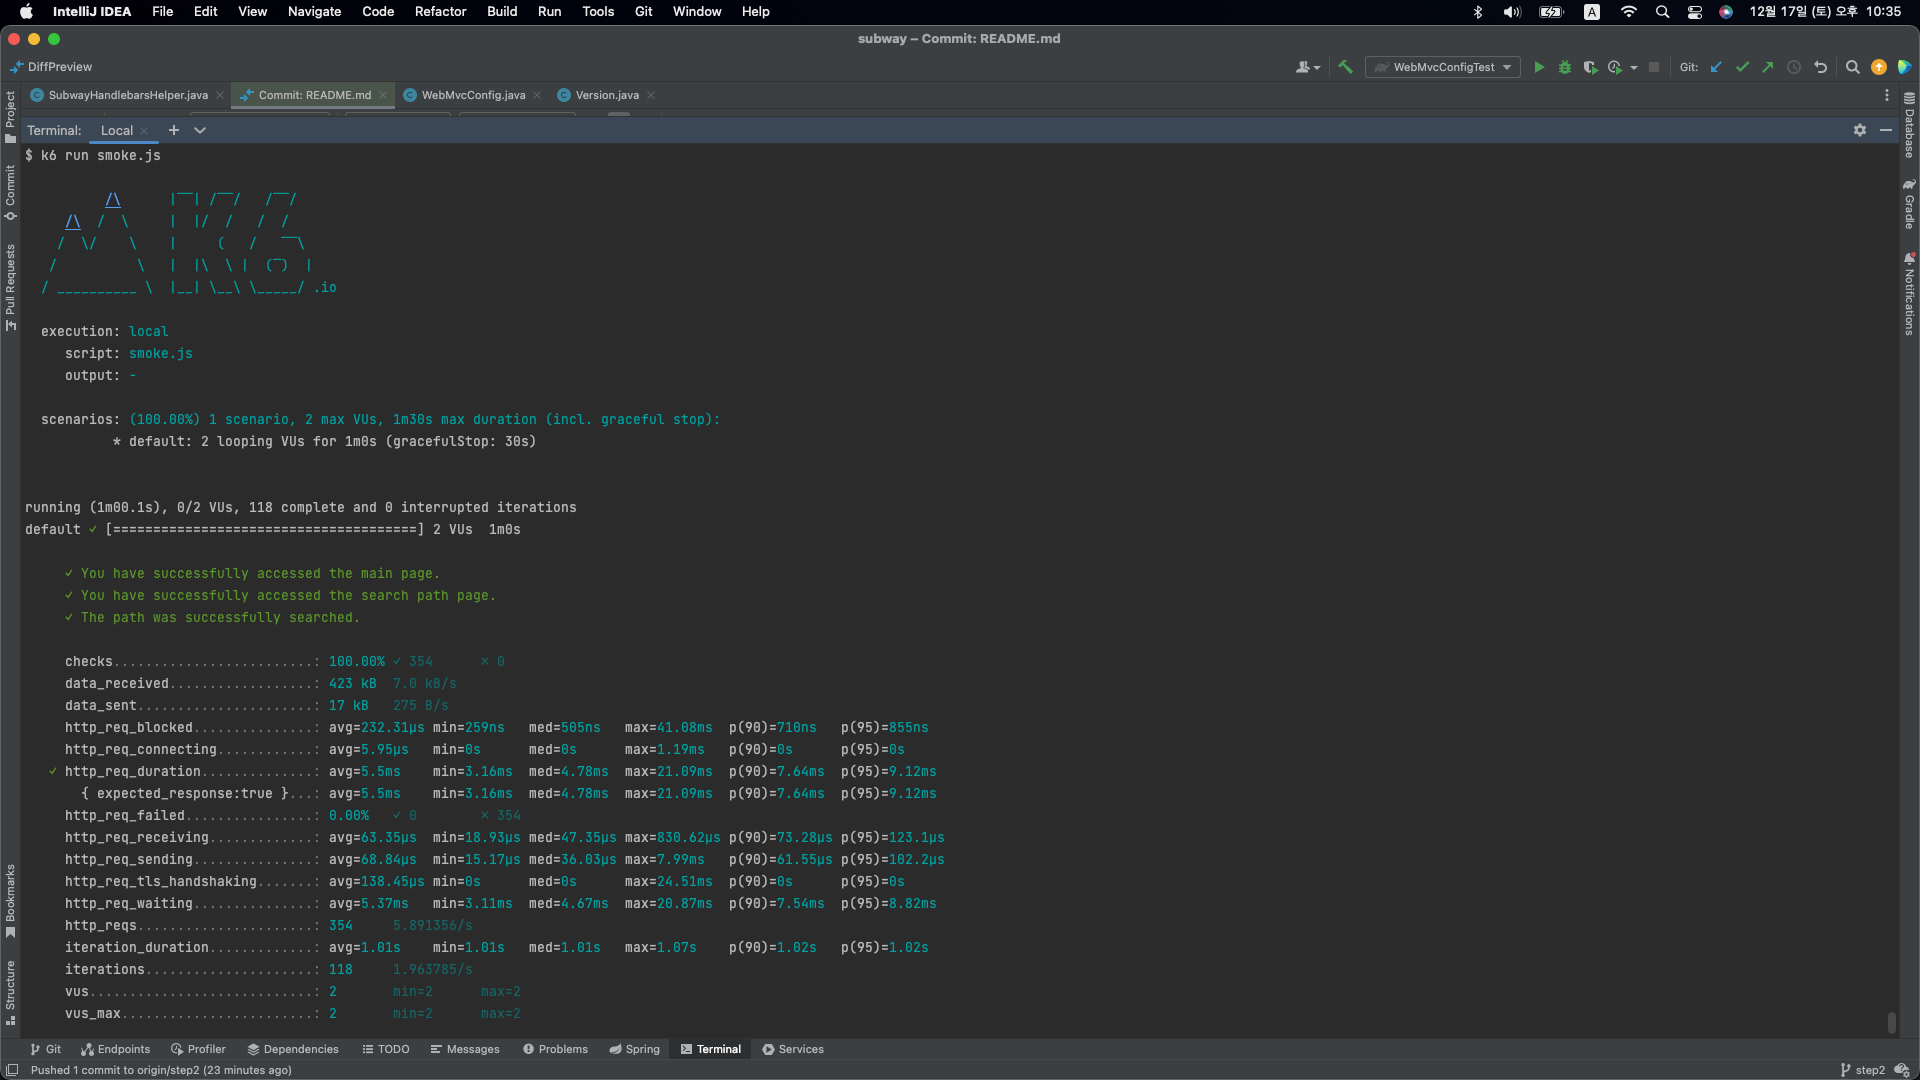 IntelliJ IDEA File Edit View Navigate Code Refactor Build Run Tools Git Window Help A 12월 17일 (토) 오후 10:35
subway – Commit: README.md
DiffPreview WebMvcConfigTest Git:
SubwayHandlebarsHelper.java Commit: README.md WebMvcConfig.java Version.java
Terminal: Local
Project
Commit
Pull Requests
Bookmarks
Structure
Database
Gradle
Notifications
$ k6 run smoke.js
          /\      |‾‾| /‾‾/   /‾‾/
     /\  /  \     |  |/  /   /  /
    /  \/    \    |     (   /   ‾‾\
   /          \   |  |\  \ |  (‾)  |
  / __________ \  |__| \__\ \_____/ .io
execution: local
script: smoke.js
output: -
scenarios: (100.00%) 1 scenario, 2 max VUs, 1m30s max duration (incl. graceful stop):
* default: 2 looping VUs for 1m0s (gracefulStop: 30s)
running (1m00.1s), 0/2 VUs, 118 complete and 0 interrupted iterations
default ✓ [======================================] 2 VUs  1m0s
✓ You have successfully accessed the main page.
✓ You have successfully accessed the search path page.
✓ The path was successfully searched.
checks.........................: 100.00% ✓ 354      ✗ 0
data_received..................: 423 kB  7.0 kB/s
data_sent......................: 17 kB   275 B/s
http_req_blocked...............: avg=232.31µs min=259ns   med=505ns   max=41.08ms  p(90)=710ns   p(95)=855ns
http_req_connecting............: avg=5.95µs   min=0s      med=0s      max=1.19ms   p(90)=0s      p(95)=0s
✓ http_req_duration..............: avg=5.5ms    min=3.16ms  med=4.78ms  max=21.09ms  p(90)=7.64ms  p(95)=9.12ms
{ expected_response:true }...: avg=5.5ms    min=3.16ms  med=4.78ms  max=21.09ms  p(90)=7.64ms  p(95)=9.12ms
http_req_failed................: 0.00%   ✓ 0        ✗ 354
http_req_receiving.............: avg=63.35µs  min=18.93µs med=47.35µs max=830.62µs p(90)=73.28µs p(95)=123.1µs
http_req_sending...............: avg=68.84µs  min=15.17µs med=36.03µs max=7.99ms   p(90)=61.55µs p(95)=102.2µs
http_req_tls_handshaking.......: avg=138.45µs min=0s      med=0s      max=24.51ms  p(90)=0s      p(95)=0s
http_req_waiting...............: avg=5.37ms   min=3.11ms  med=4.67ms  max=20.87ms  p(90)=7.54ms  p(95)=8.82ms
http_reqs......................: 354     5.891356/s
iteration_duration.............: avg=1.01s    min=1.01s   med=1.01s   max=1.07s    p(90)=1.02s   p(95)=1.02s
iterations.....................: 118     1.963785/s
vus............................: 2       min=2      max=2
vus_max........................: 2       min=2      max=2
Git Endpoints Profiler Dependencies TODO Messages Problems Spring Terminal Services
Pushed 1 commit to origin/step2 (23 minutes ago) step2